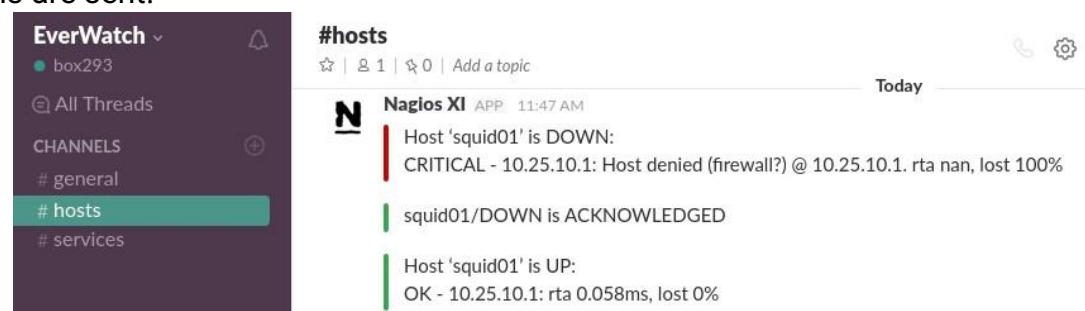 are sent.
EverWatch
box293
All Threads
CHANNELS
# general
# hosts
# services
#hosts
1 | 0 | Add a topic
Today
N
Nagios XI APP 11:47 AM
Host ‘squid01’ is DOWN:
CRITICAL - 10.25.10.1: Host denied (firewall?) @ 10.25.10.1. rta nan, lost 100%
squid01/DOWN is ACKNOWLEDGED
Host ‘squid01’ is UP:
OK - 10.25.10.1: rta 0.058ms, lost 0%